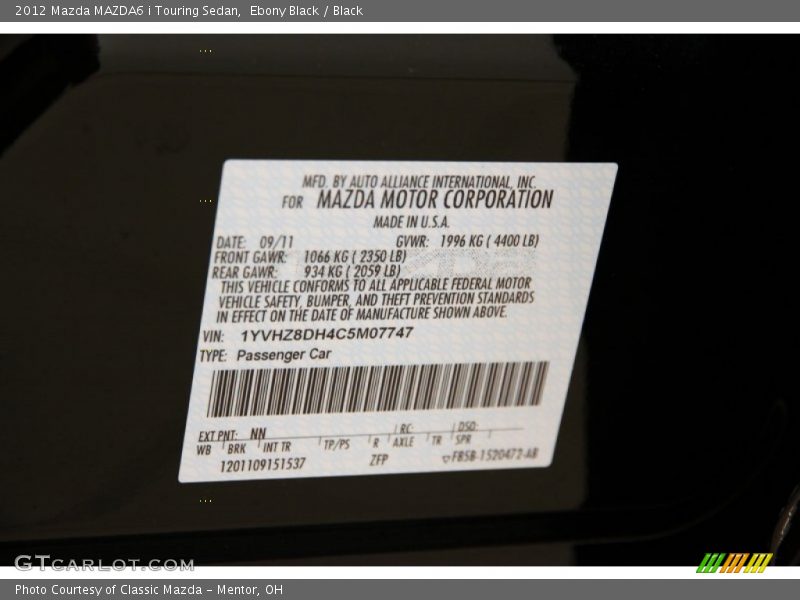 2012 Mazda MAZDA6 i Touring Sedan,  Ebony Black / Black
MFD. BY AUTO ALLIANCE INTERNATIONAL, INC.
FOR MAZDA MOTOR CORPORATION
MADE IN U.S.A.
DATE: 09/11 GVWR: 1996 KG ( 4400 LB)
FRONT GAWR: 1066 KG ( 2350 LB)
REAR GAWR: 934 KG ( 2059 LB)
THIS VEHICLE CONFORMS TO ALL APPLICABLE FEDERAL MOTOR
VEHICLE SAFETY, BUMPER, AND THEFT PREVENTION STANDARDS
IN EFFECT ON THE DATE OF MANUFACTURE SHOWN ABOVE.
VIN: 1YVHZ8DH4C5M07747
TYPE: Passenger Car
EXT PNT: NN RC: DSO:
WB BRK INT TR TP/PS R AXLE TR SPR
1201109151537 ZFP F85B-1520472-AB
GTCARLOT.COM
Photo Courtesy of Classic Mazda - Mentor, OH